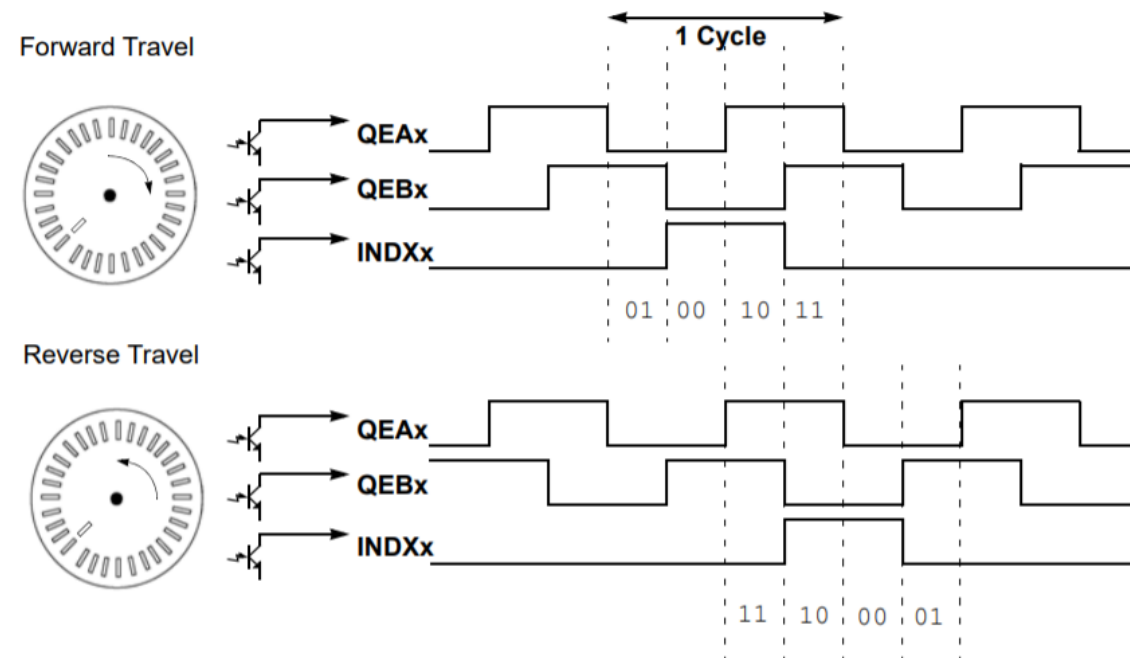 1 Cycle
Forward Travel
QEAx
QEBx
INDXx
01 00 10 11
Reverse Travel
QEAx
QEBx
INDXx
11 10 00 01